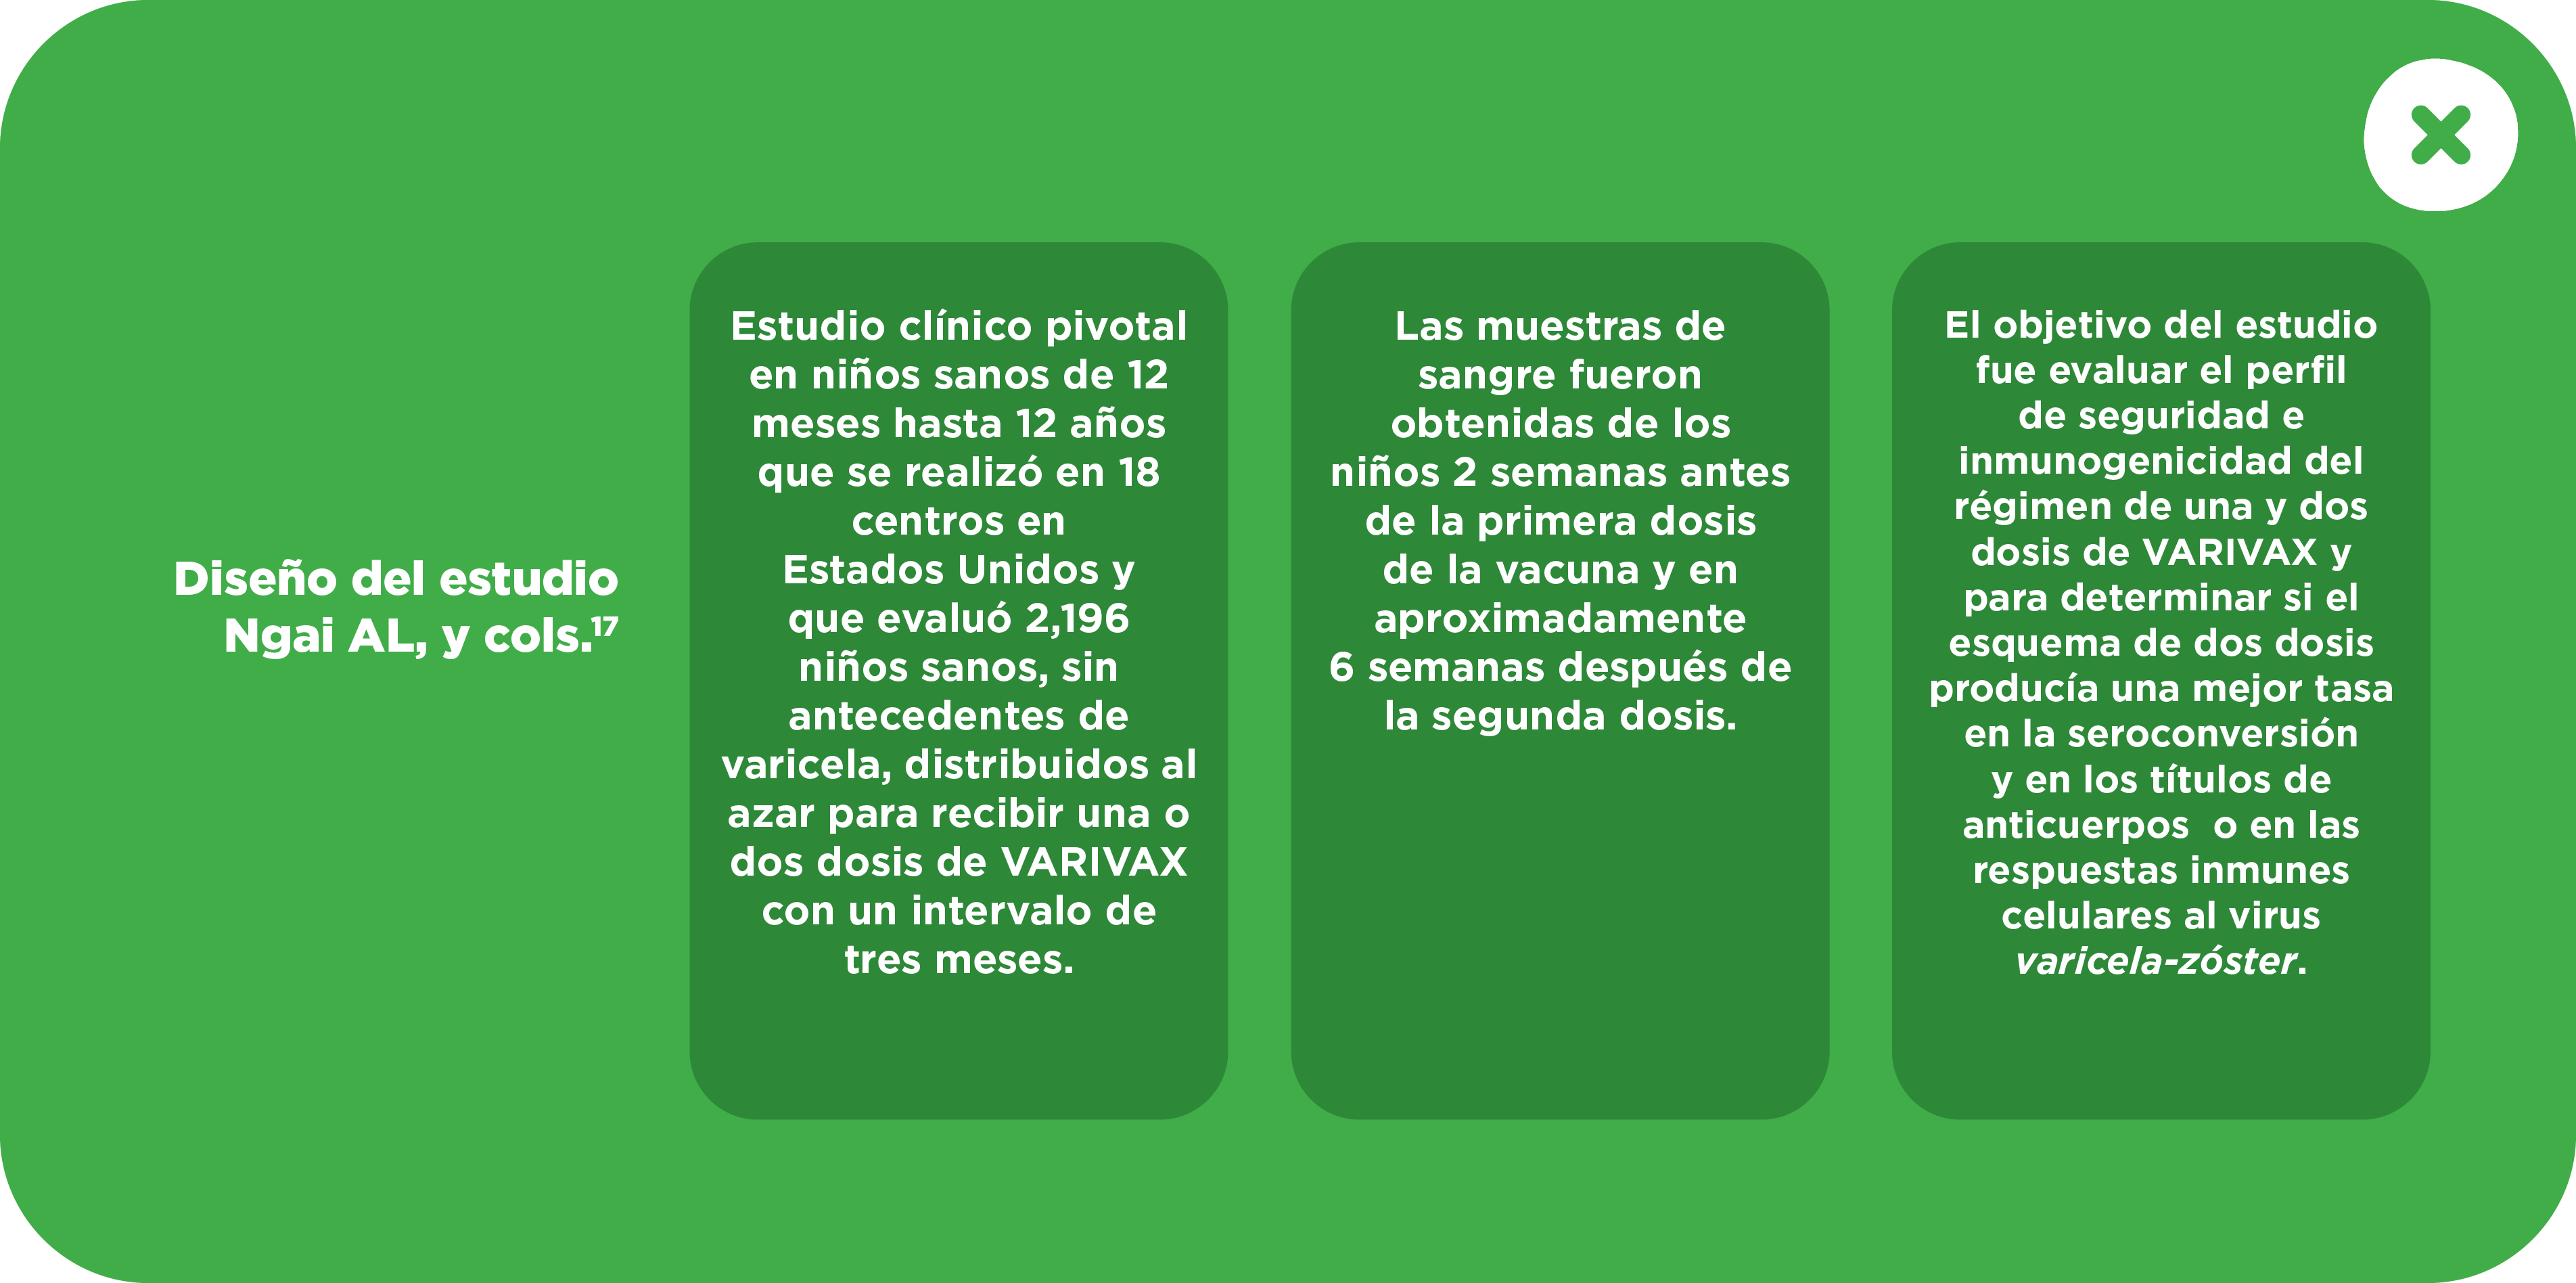 Diseño del estudio
Ngai AL, y cols.¹⁷
Estudio clínico pivotal
en niños sanos de 12
meses hasta 12 años
que se realizó en 18
centros en
Estados Unidos y
que evaluó 2,196
niños sanos, sin
antecedentes de
varicela, distribuidos al
azar para recibir una o
dos dosis de VARIVAX
con un intervalo de
tres meses.
Las muestras de
sangre fueron
obtenidas de los
niños 2 semanas antes
de la primera dosis
de la vacuna y en
aproximadamente
6 semanas después de
la segunda dosis.
El objetivo del estudio
fue evaluar el perfil
de seguridad e
inmunogenicidad del
régimen de una y dos
dosis de VARIVAX y
para determinar si el
esquema de dos dosis
producía una mejor tasa
en la seroconversión
y en los títulos de
anticuerpos  o en las
respuestas inmunes
celulares al virus
varicela-zóster.